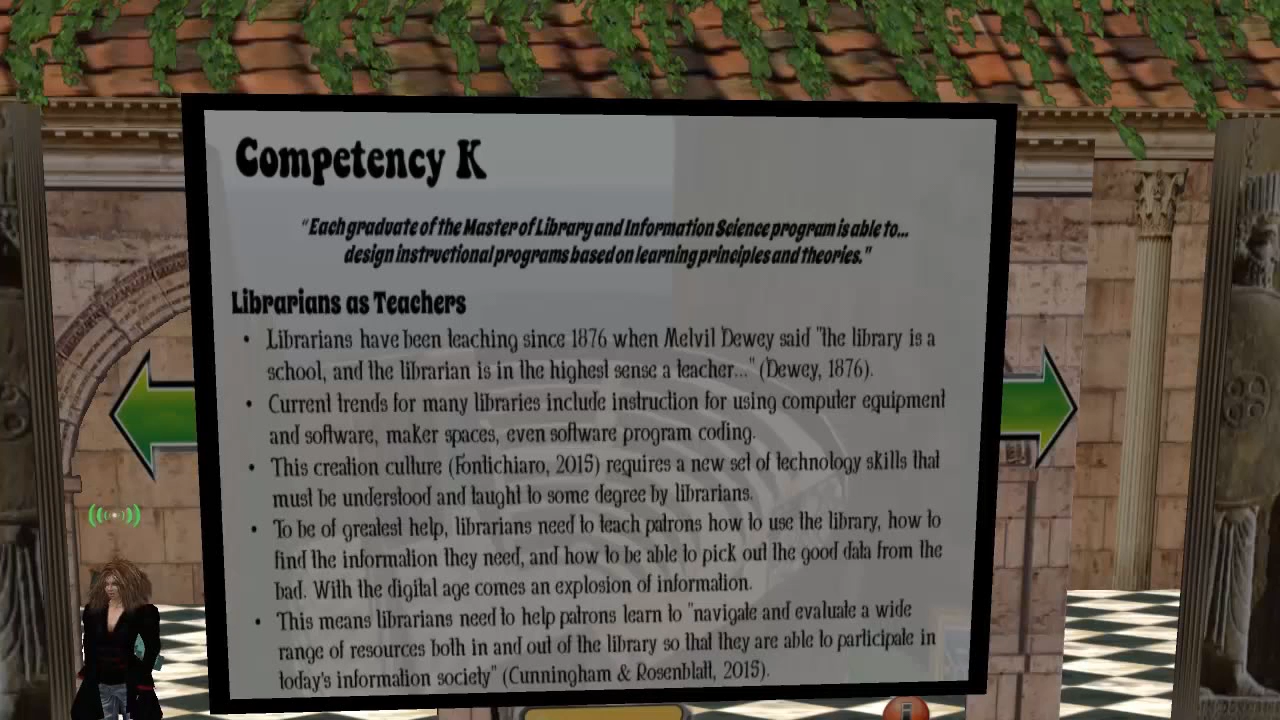 Competency K
"Each graduate of the Master of Library and Information Science program is able to...
design instructional programs based on learning principles and theories."
Librarians as Teachers
• Librarians have been teaching since 1876 when Melvil Dewey said "the library is a
school, and the librarian is in the highest sense a teacher..." (Dewey, 1876).
• Current trends for many libraries include instruction for using computer equipment
and software, maker spaces, even software program coding.
• This creation culture (Fontichiaro, 2015) requires a new set of technology skills that
must be understood and taught to some degree by librarians.
• To be of greatest help, librarians need to teach patrons how to use the library, how to
find the information they need, and how to be able to pick out the good data from the
bad. With the digital age comes an explosion of information.
• This means librarians need to help patrons learn to "navigate and evaluate a wide
range of resources both in and out of the library so that they are able to participate in
today's information society" (Cunningham & Rosenblatt, 2015).